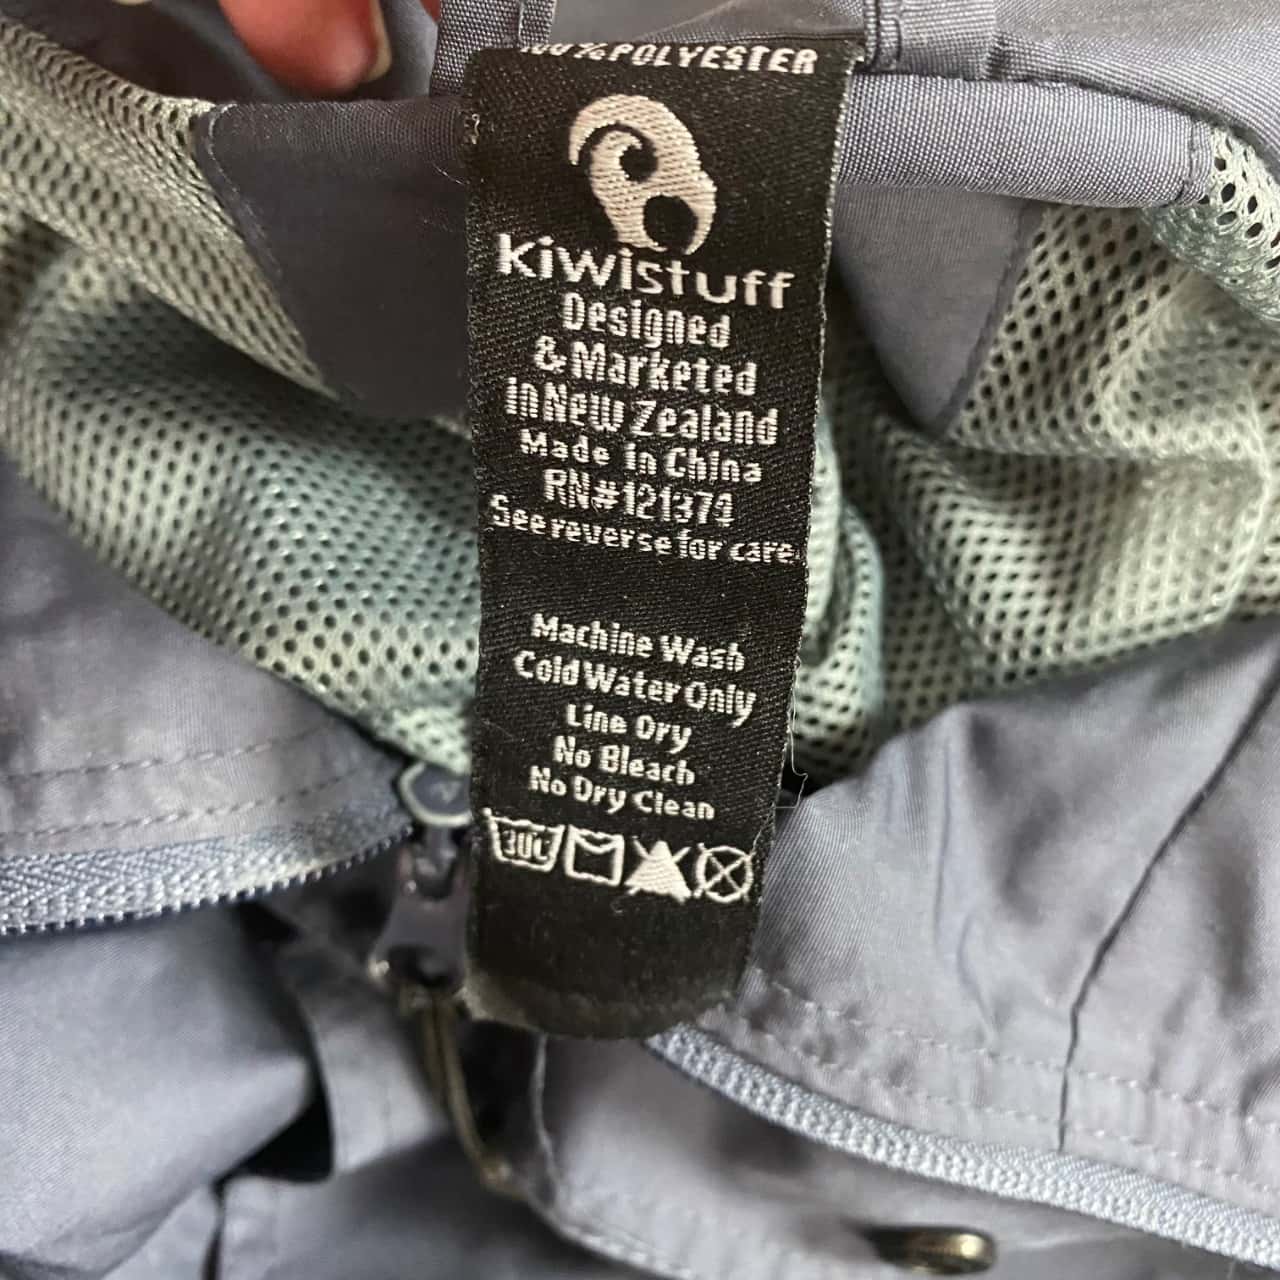 100% POLYESTER
kiwistuff
Designed
& Marketed
in New Zealand
Made in China
RN#121374
See reverse for care
Machine Wash
Cold Water Only
Line Dry
No Bleach
No Dry Clean
30C